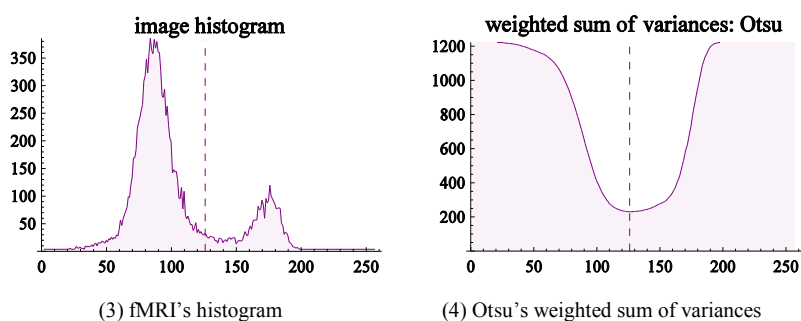 image histogram
350
300
250
200
150
100
50
0 50 100 150 200 250
(3) fMRI's histogram
weighted sum of variances: Otsu
1200
1000
800
600
400
200
0 50 100 150 200 250
(4) Otsu's weighted sum of variances